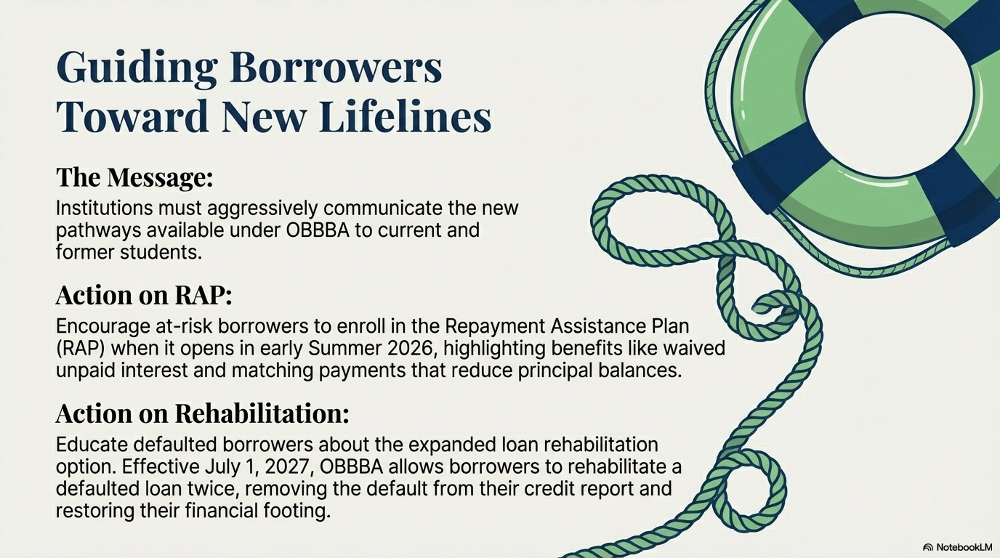 Guiding Borrowers
Toward New Lifelines
The Message:
Institutions must aggressively communicate the new
pathways available under OBBBA to current and
former students.
Action on RAP:
Encourage at-risk borrowers to enroll in the Repayment Assistance Plan
(RAP) when it opens in early Summer 2026, highlighting benefits like waived
unpaid interest and matching payments that reduce principal balances.
Action on Rehabilitation:
Educate defaulted borrowers about the expanded loan rehabilitation
option. Effective July 1, 2027, OBBBA allows borrowers to rehabilitate a
defaulted loan twice, removing the default from their credit report and
restoring their financial footing.
NotebookLM